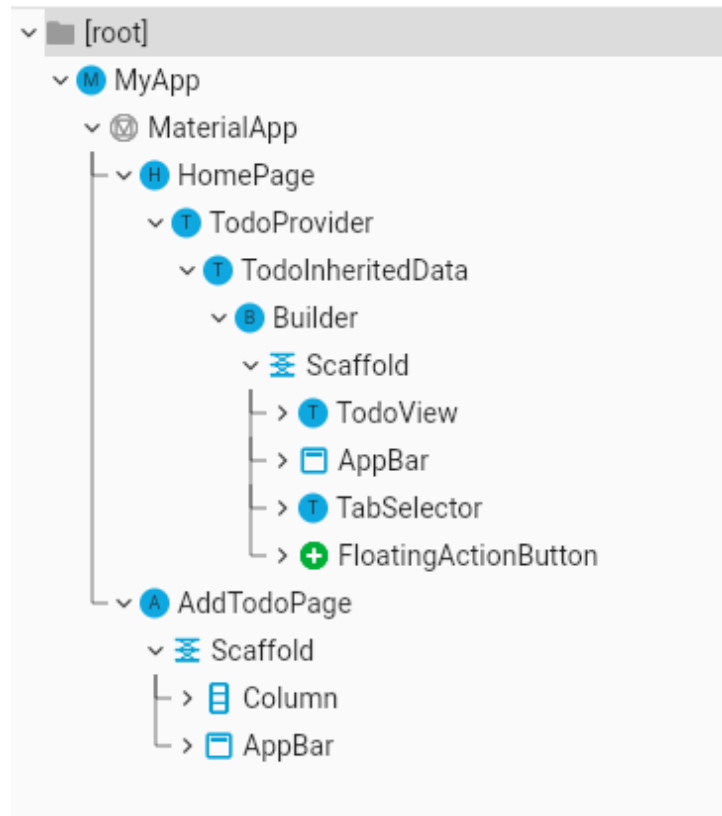 [root]
M MyApp
MaterialApp
H HomePage
T TodoProvider
T TodoInheritedData
B Builder
Scaffold
T TodoView
AppBar
T TabSelector
FloatingActionButton
A AddTodoPage
Scaffold
Column
AppBar